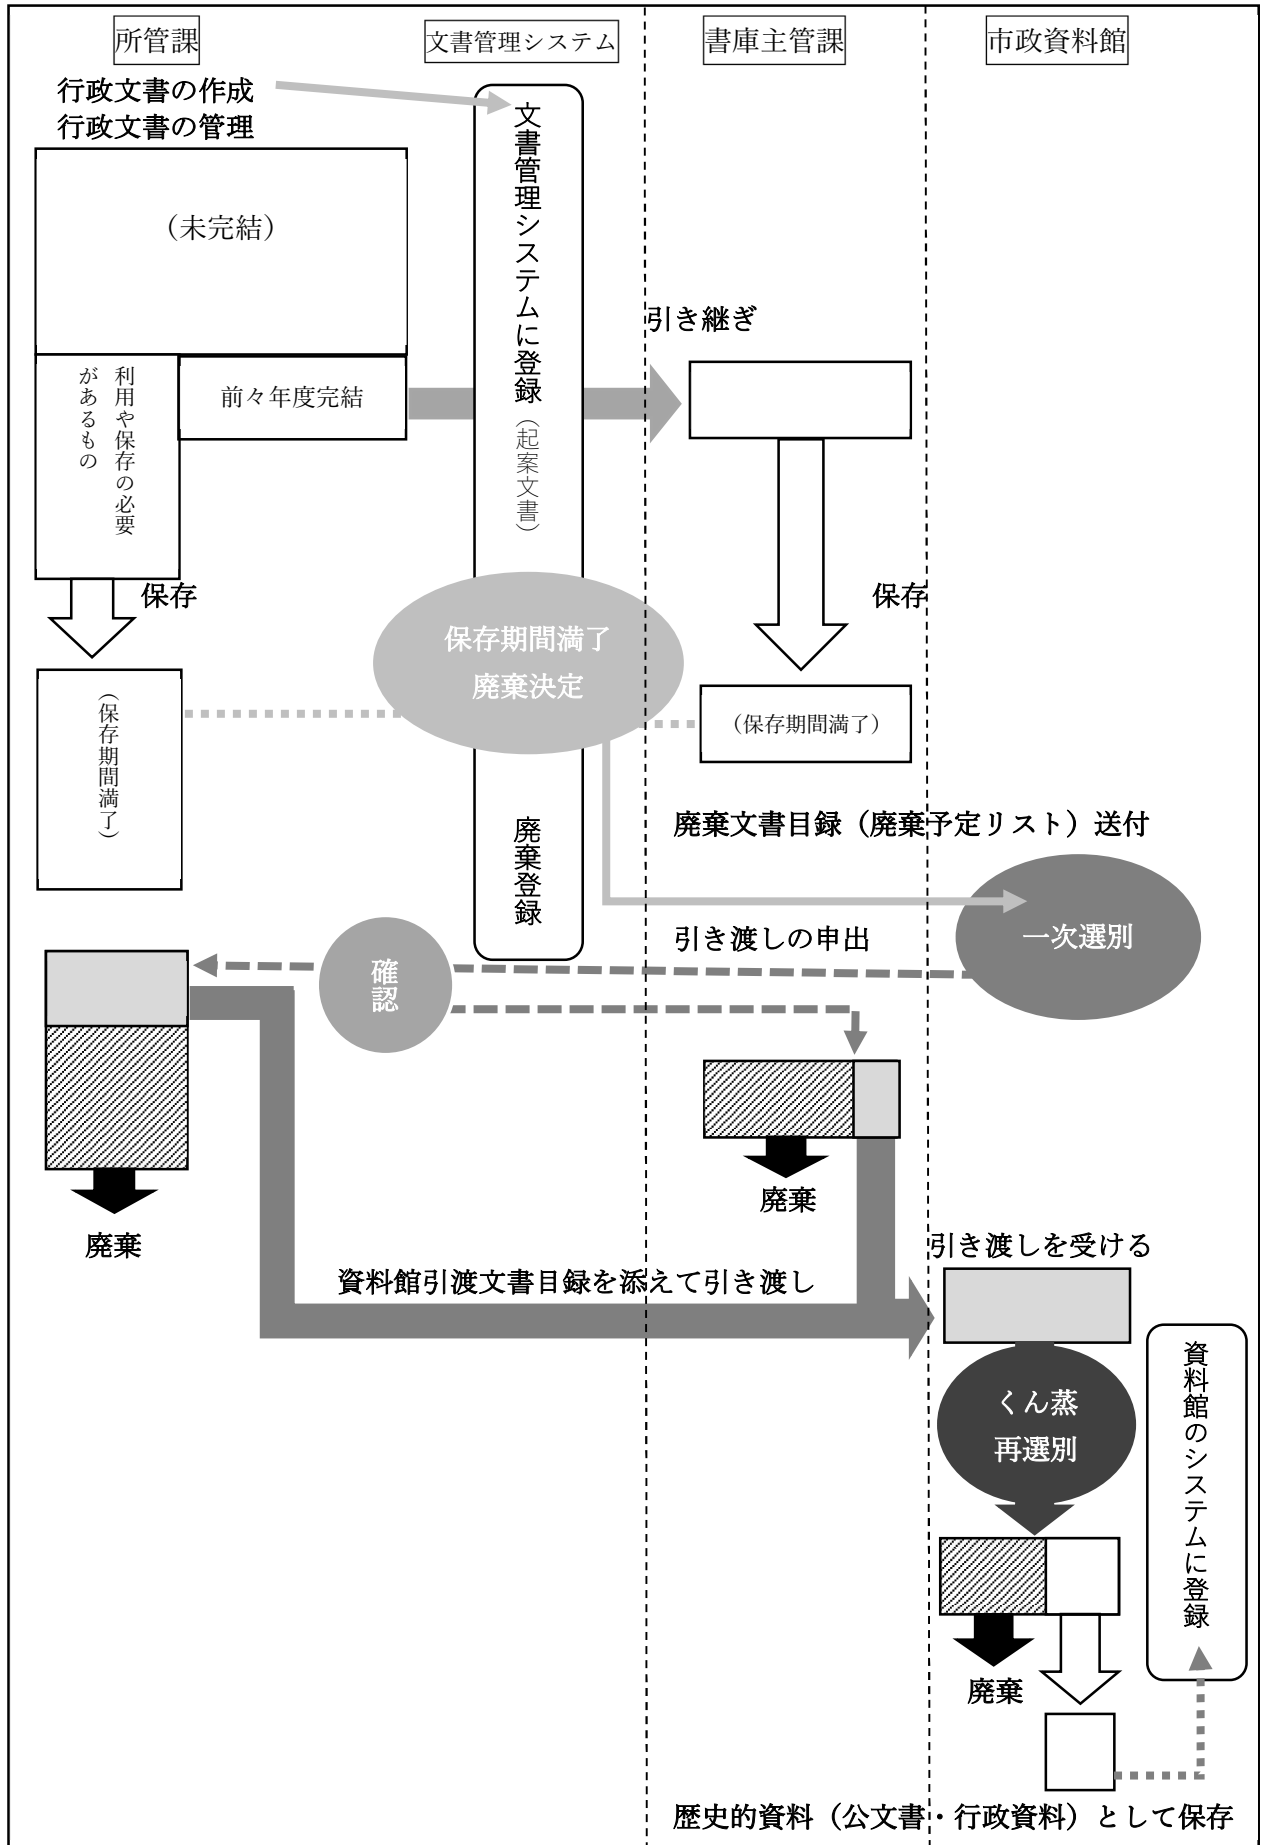 所管課
文書管理システム
書庫主管課
市政資料館
行政文書の作成
行政文書の管理
文書管理システムに登録（起案文書）
（未完結）
引き継ぎ
前々年度完結
利用や保存の必要
があるもの
保存
保存
保存期間満了
廃棄決定
（保存期間満了）
（保存期間満了）
廃棄文書目録（廃棄予定リスト）送付
廃棄登録
一次選別
引き渡しの申出
確認
廃棄
廃棄
引き渡しを受ける
資料館引渡文書目録を添えて引き渡し
くん蒸
再選別
資料館のシステムに登録
廃棄
歴史的資料（公文書・行政資料）として保存